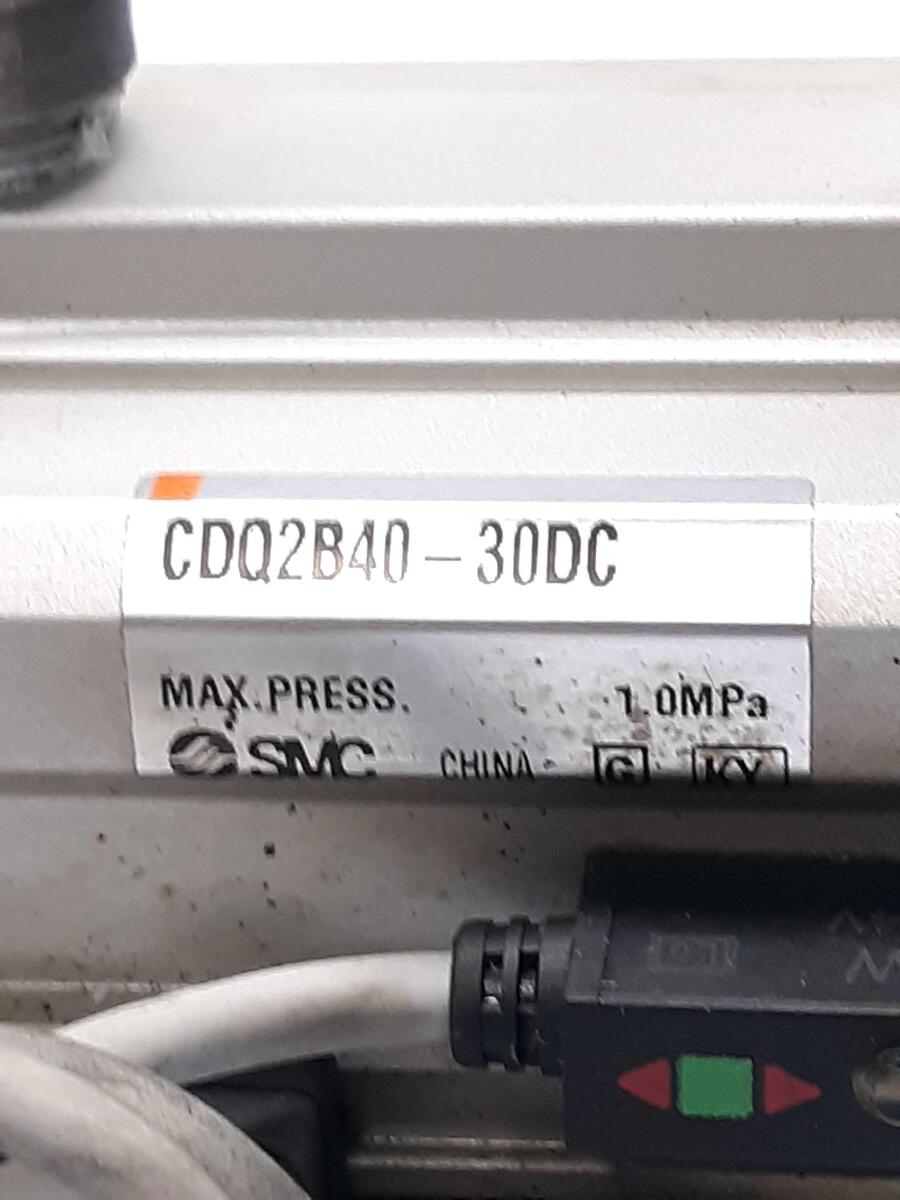 CDQ2B40-30DC
MAX.PRESS. 1.0MPa
SMC CHINA G KY